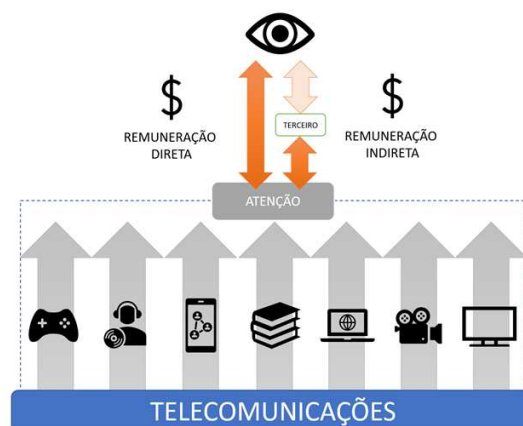 $
$
REMUNERAÇÃO
DIRETA
TERCEIRO
REMUNERAÇÃO
INDIRETA
ATENÇÃO
TELECOMUNICAÇÕES